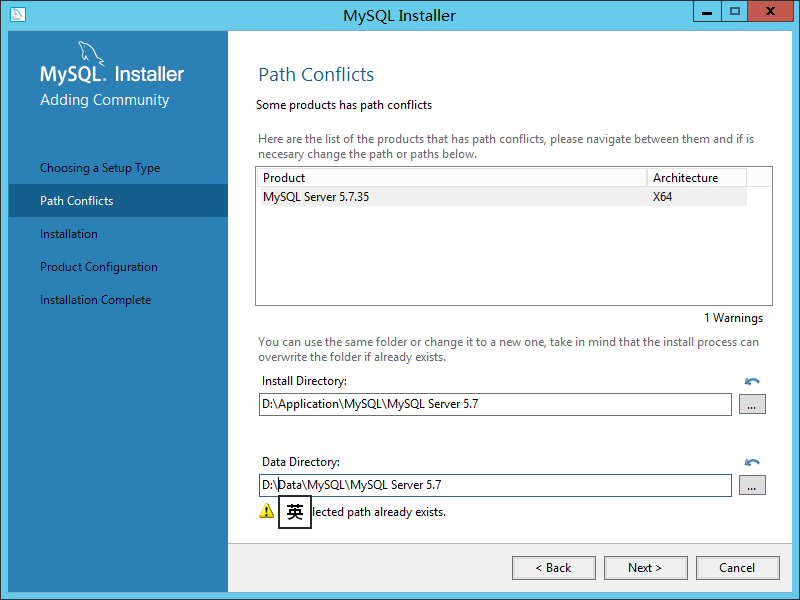 MySQL Installer
MySQL. Installer
Adding Community
Choosing a Setup Type
Path Conflicts
Installation
Product Configuration
Installation Complete
Path Conflicts
Some products has path conflicts
Here are the list of the products that has path conflicts, please navigate between them and if is
necesary change the path or paths below.
Product Architecture
MySQL Server 5.7.35 X64
1 Warnings
You can use the same folder or change it to a new one, take in mind that the install process can
overwrite the folder if already exists.
Install Directory:
D:\Application\MySQL\MySQL Server 5.7
...
Data Directory:
D:\Data\MySQL\MySQL Server 5.7
...
英 lected path already exists.
< Back Next > Cancel